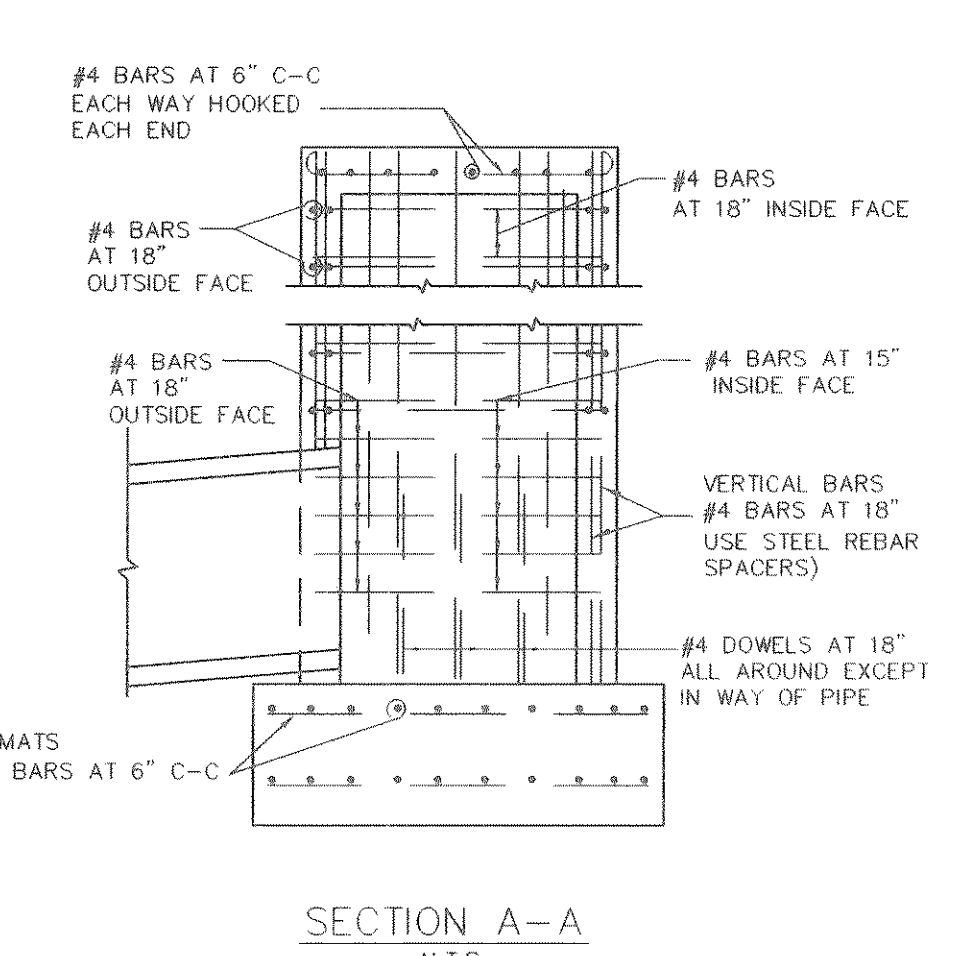 #4 BARS AT 6" C-C
EACH WAY HOOKED
EACH END
#4 BARS
AT 18" INSIDE FACE
#4 BARS
AT 18"
OUTSIDE FACE
#4 BARS
AT 18"
OUTSIDE FACE
#4 BARS AT 15"
INSIDE FACE
VERTICAL BARS
#4 BARS AT 18"
USE STEEL REBAR
SPACERS)
#4 DOWELS AT 18"
ALL AROUND EXCEPT
IN WAY OF PIPE
MATS
BARS AT 6" C-C
SECTION A-A